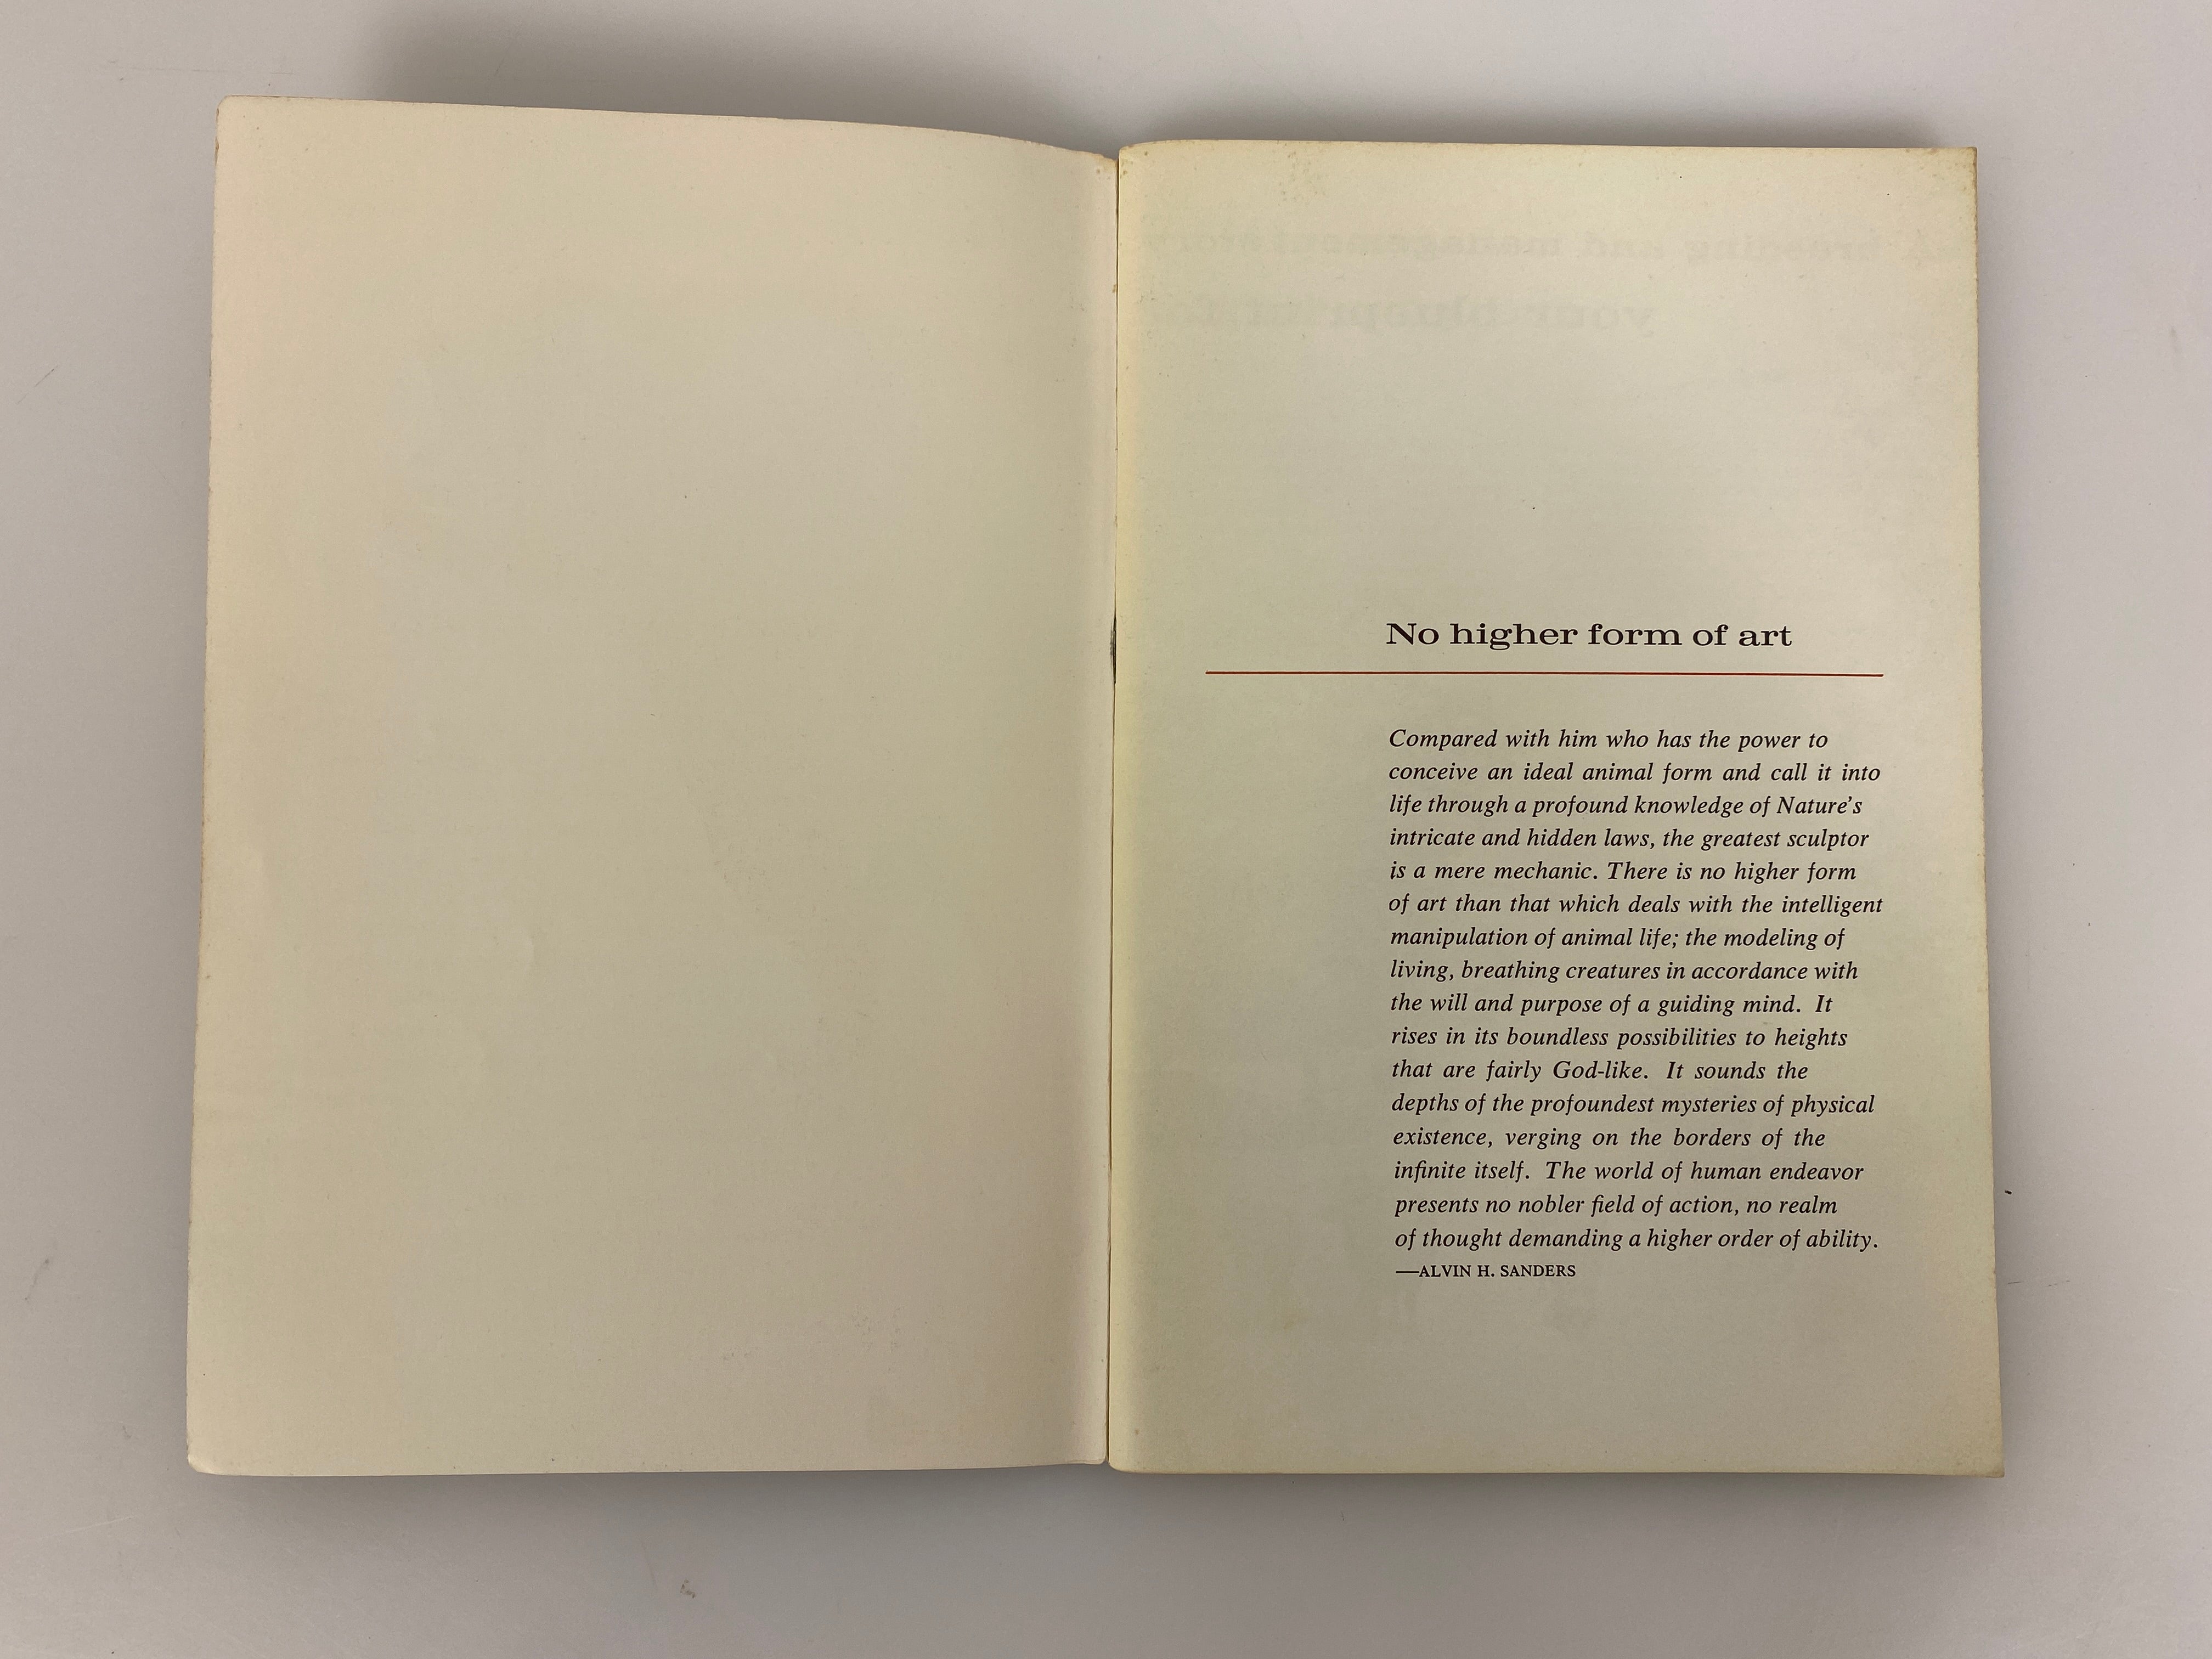 No higher form of art
Compared with him who has the power to
conceive an ideal animal form and call it into
life through a profound knowledge of Nature's
intricate and hidden laws, the greatest sculptor
is a mere mechanic. There is no higher form
of art than that which deals with the intelligent
manipulation of animal life; the modeling of
living, breathing creatures in accordance with
the will and purpose of a guiding mind. It
rises in its boundless possibilities to heights
that are fairly God-like. It sounds the
depths of the profoundest mysteries of physical
existence, verging on the borders of the
infinite itself. The world of human endeavor
presents no nobler field of action, no realm
of thought demanding a higher order of ability.
—ALVIN H. SANDERS